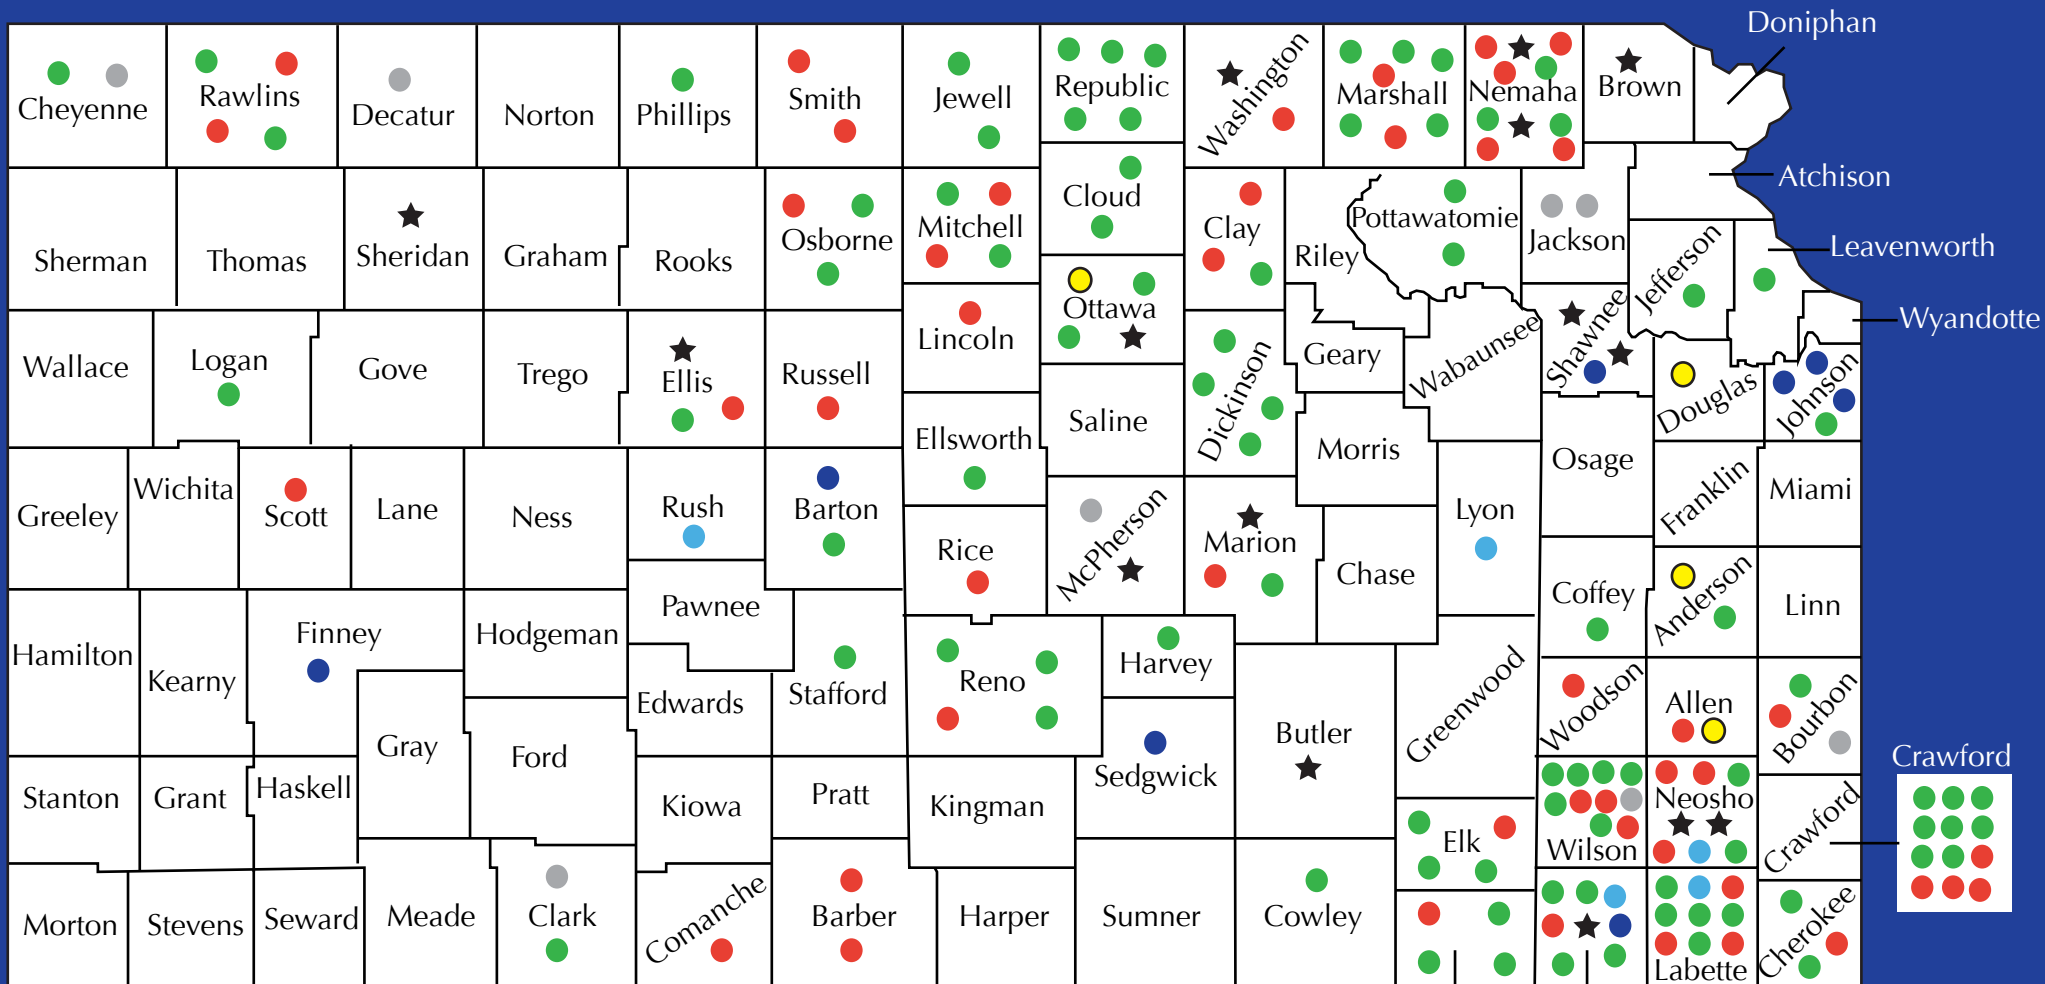 Doniphan
Cheyenne
Rawlins
Decatur
Norton
Phillips
Smith
Jewell
Republic
Washington
Marshall
Nemaha
Brown
Atchison
Sherman
Thomas
Sheridan
Graham
Rooks
Osborne
Mitchell
Cloud
Clay
Riley
Pottawatomie
Jackson
Jefferson
Leavenworth
Wyandotte
Lincoln
Ottawa
Wallace
Logan
Gove
Trego
Ellis
Russell
Ellsworth
Saline
Dickinson
Geary
Wabaunsee
Shawnee
Douglas
Johnson
Morris
Osage
Franklin
Miami
Greeley
Wichita
Scott
Lane
Ness
Rush
Barton
Rice
McPherson
Marion
Chase
Lyon
Coffey
Anderson
Linn
Hamilton
Kearny
Finney
Hodgeman
Pawnee
Edwards
Stafford
Reno
Harvey
Butler
Greenwood
Woodson
Allen
Bourbon
Gray
Ford
Sedgwick
Crawford
Stanton
Grant
Haskell
Kiowa
Pratt
Kingman
Elk
Wilson
Neosho
Crawford
Morton
Stevens
Seward
Meade
Clark
Comanche
Barber
Harper
Sumner
Cowley
Labette
Cherokee